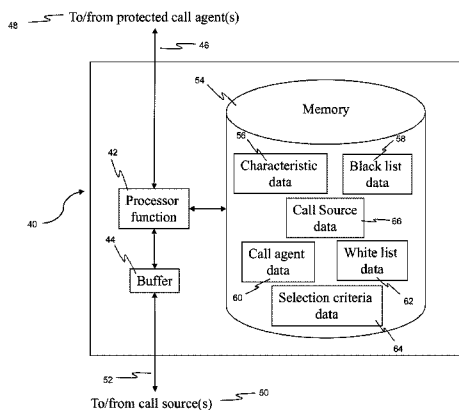 48 To/from protected call agent(s)
46
54
Memory
56
58
Characteristic data
Black list data
42
Processor function
40
Call Source data
66
44
Buffer
Call agent data
White list data
60
62
Selection criteria data
64
52
To/from call source(s) 50